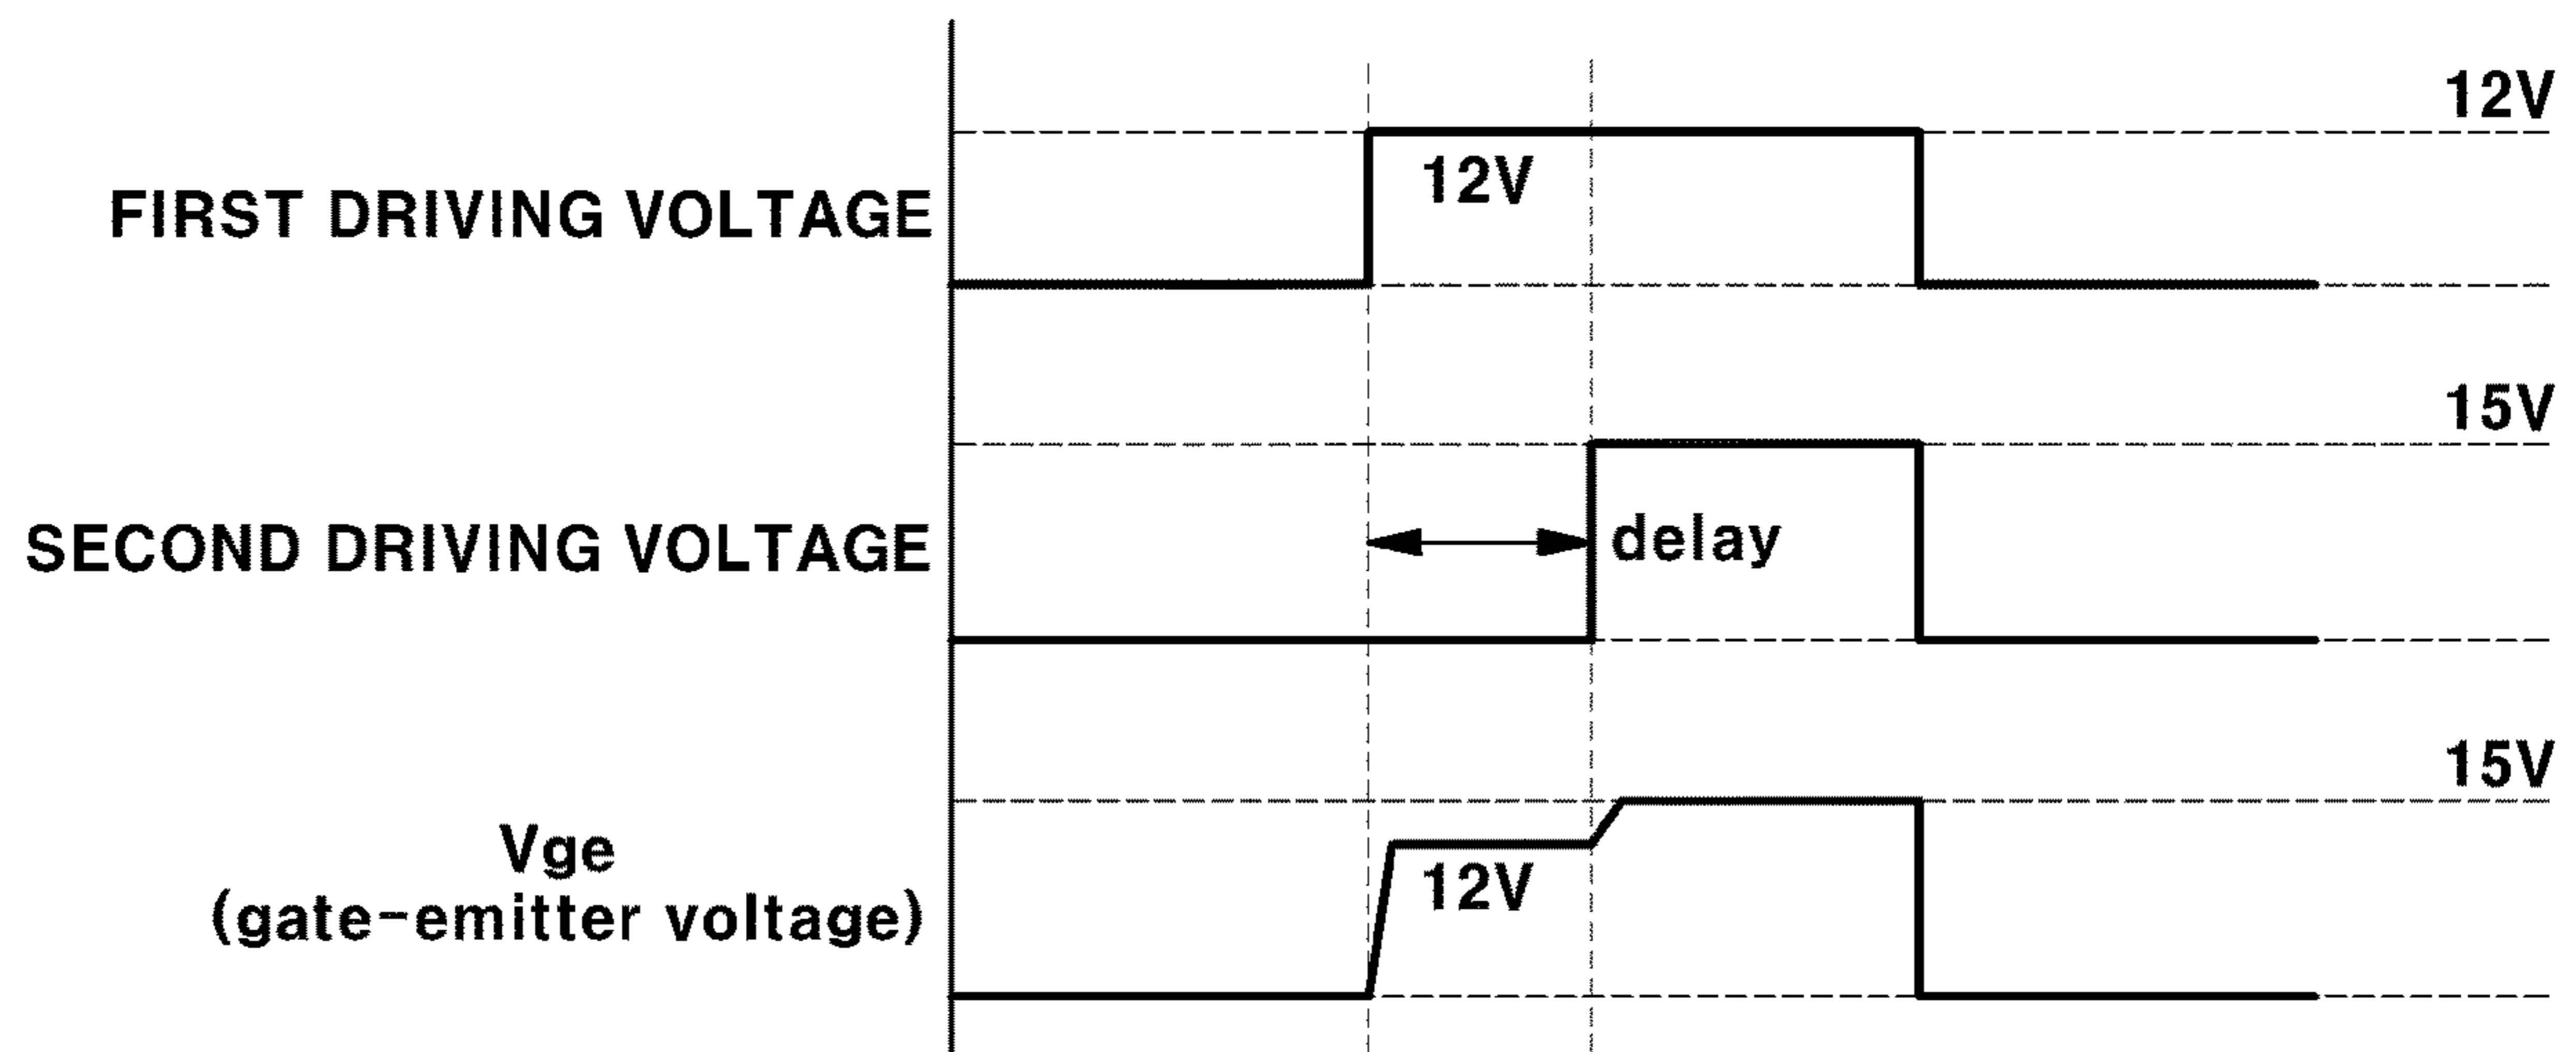 12V
12V
FIRST DRIVING VOLTAGE
15V
SECOND DRIVING VOLTAGE
delay
15V
Vge
12V
(gate-emitter voltage)